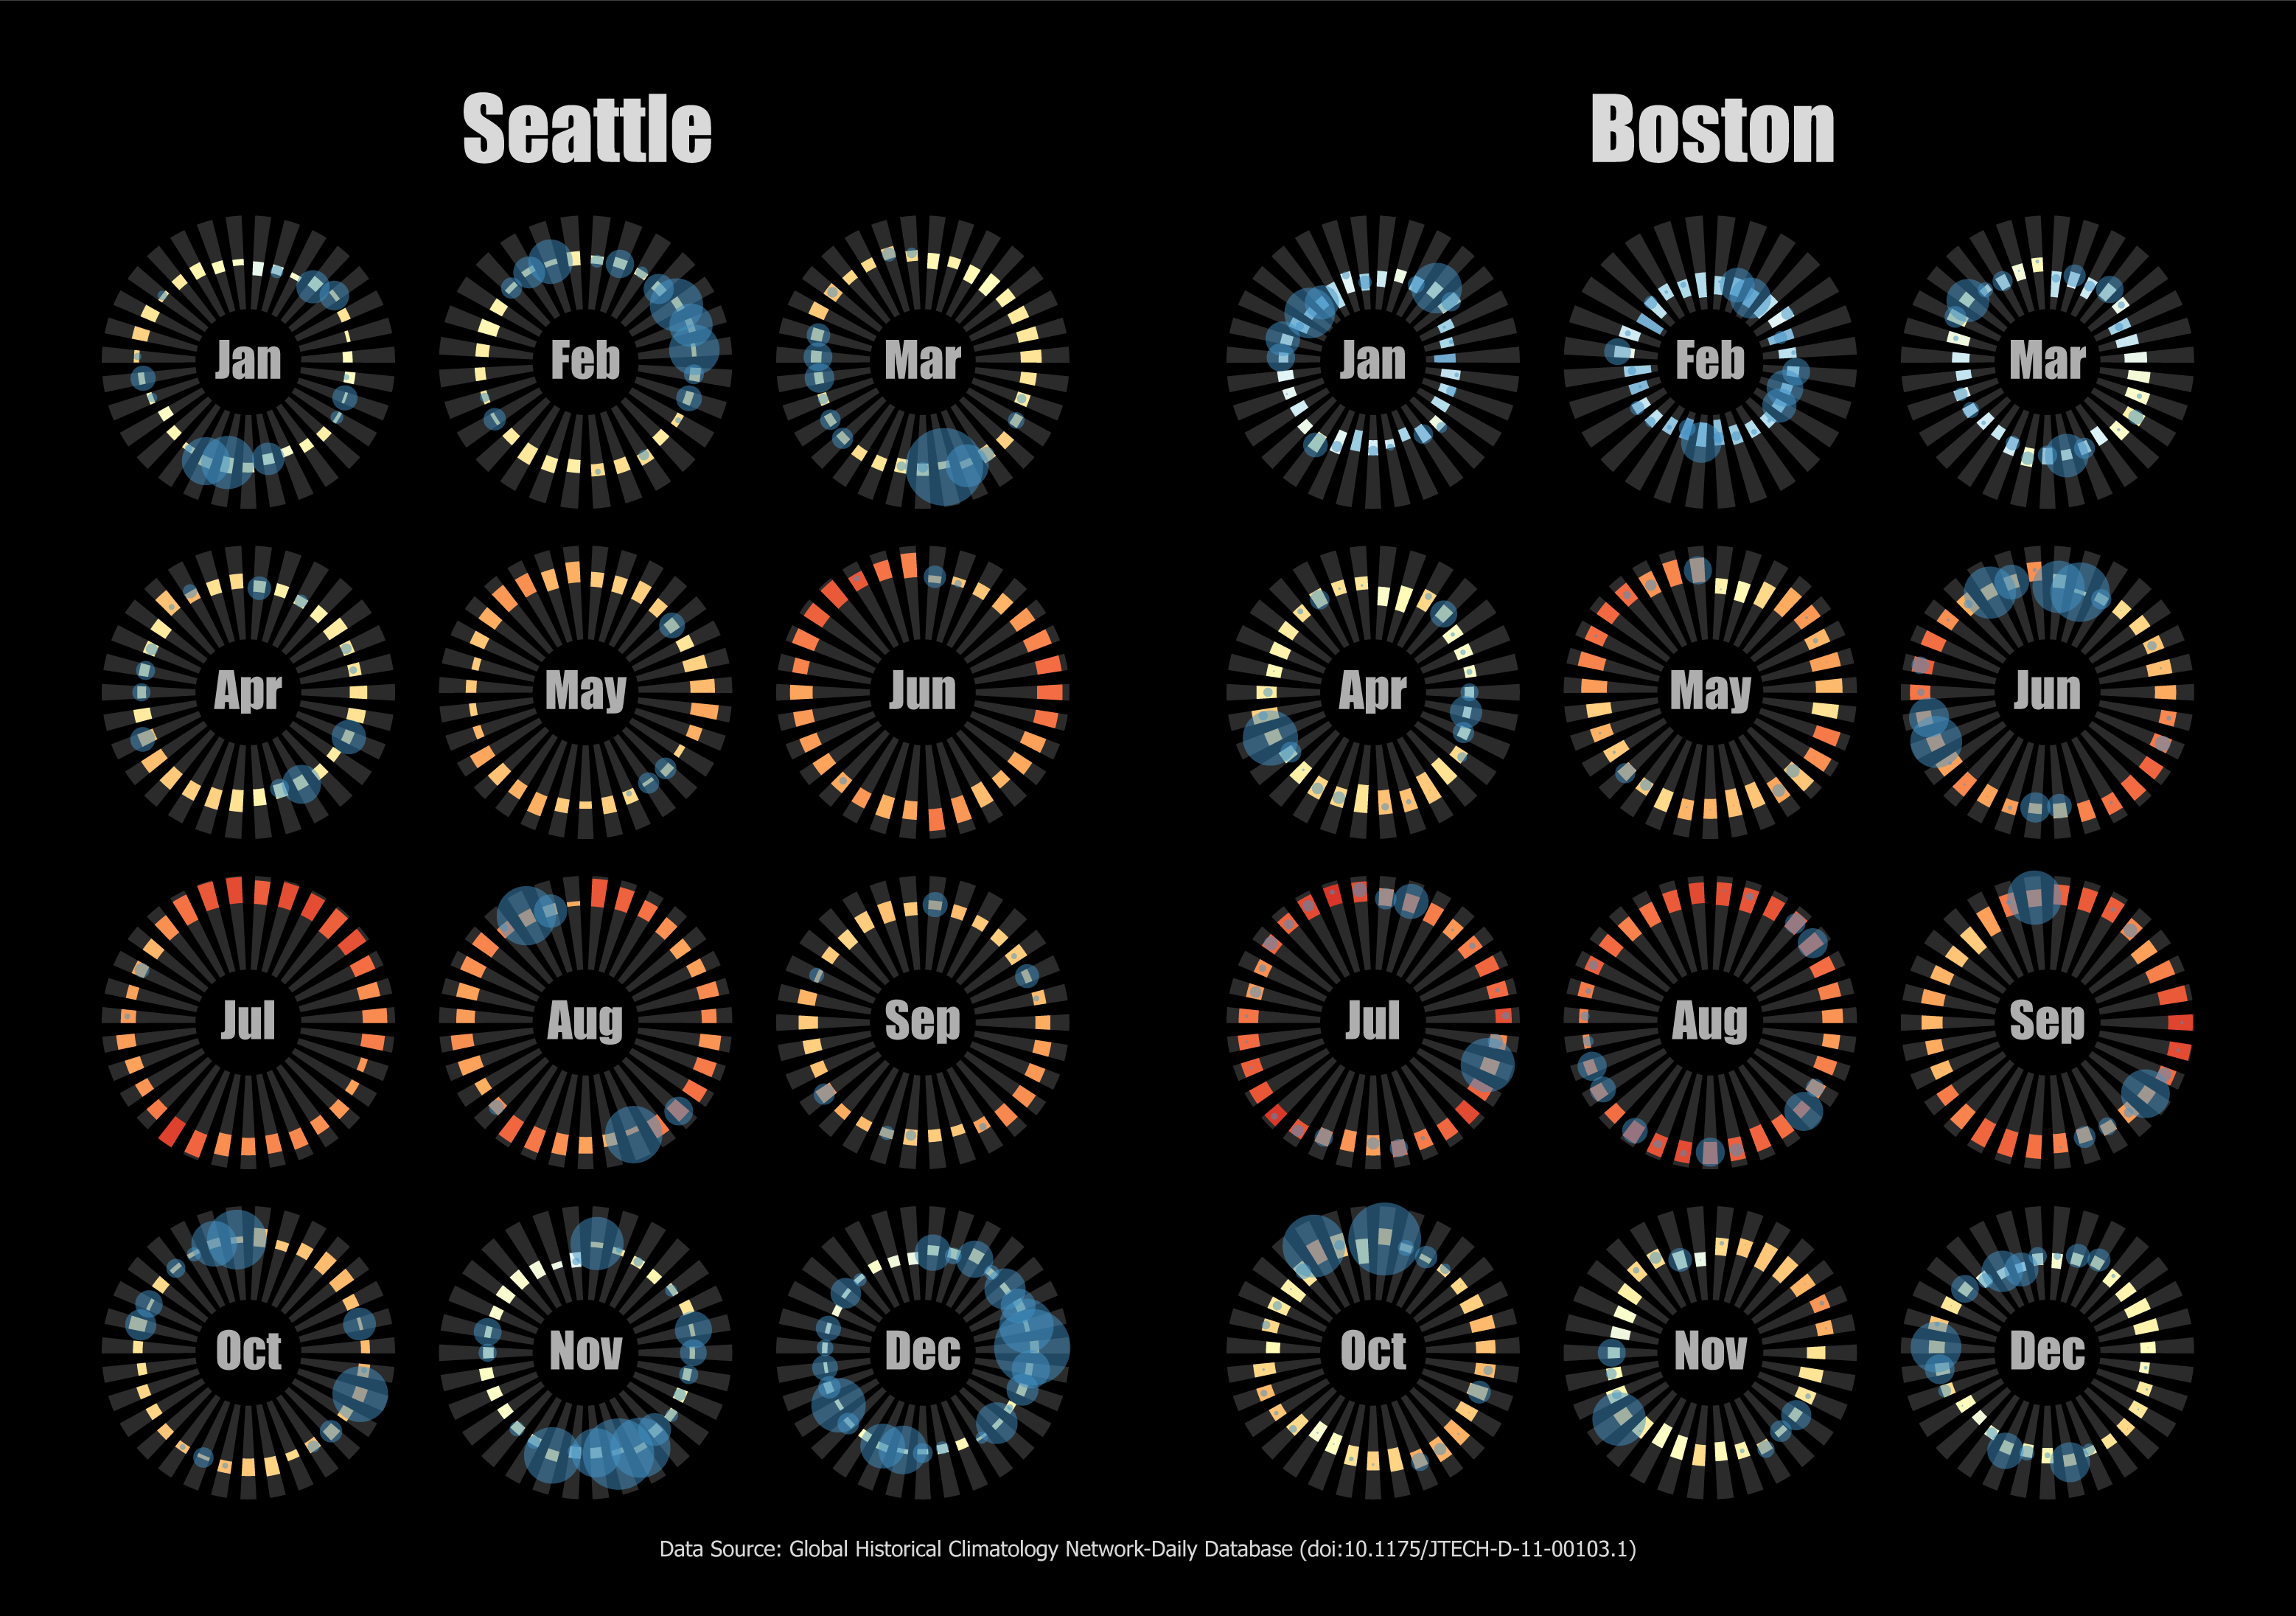 Seattle Boston
Jan Feb Mar Jan Feb Mar
Apr May Jun Apr May Jun
Jul Aug Sep Jul Aug Sep
Oct Nov Dec Oct Nov Dec
Data Source: Global Historical Climatology Network-Daily Database (doi:10.1175/JTECH-D-11-00103.1)